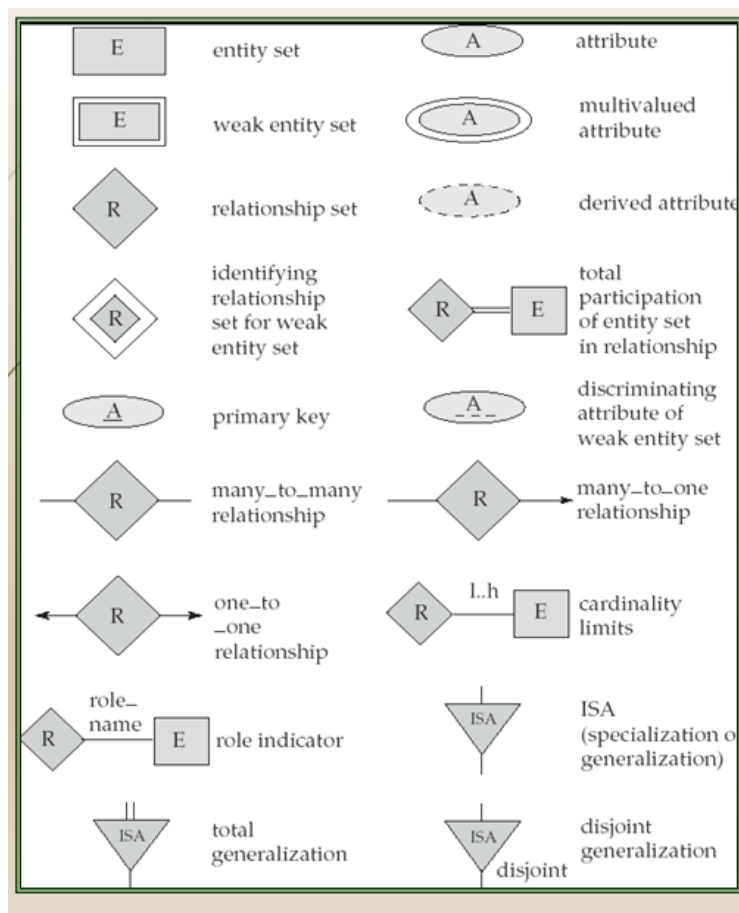 E
entity set
A
attribute
E
weak entity set
A
multivalued
attribute
R
relationship set
A
derived attribute
R
identifying
relationship
set for weak
entity set
R
E
total
participation
of entity set
in relationship
A
primary key
A
discriminating
attribute of
weak entity set
R
many_to_many
relationship
R
many_to_one
relationship
R
one_to
_one
relationship
R
l..h
E
cardinality
limits
R
role_
name
E
role indicator
ISA
ISA
(specialization o
generalization)
ISA
total
generalization
ISA
disjoint
disjoint
generalization